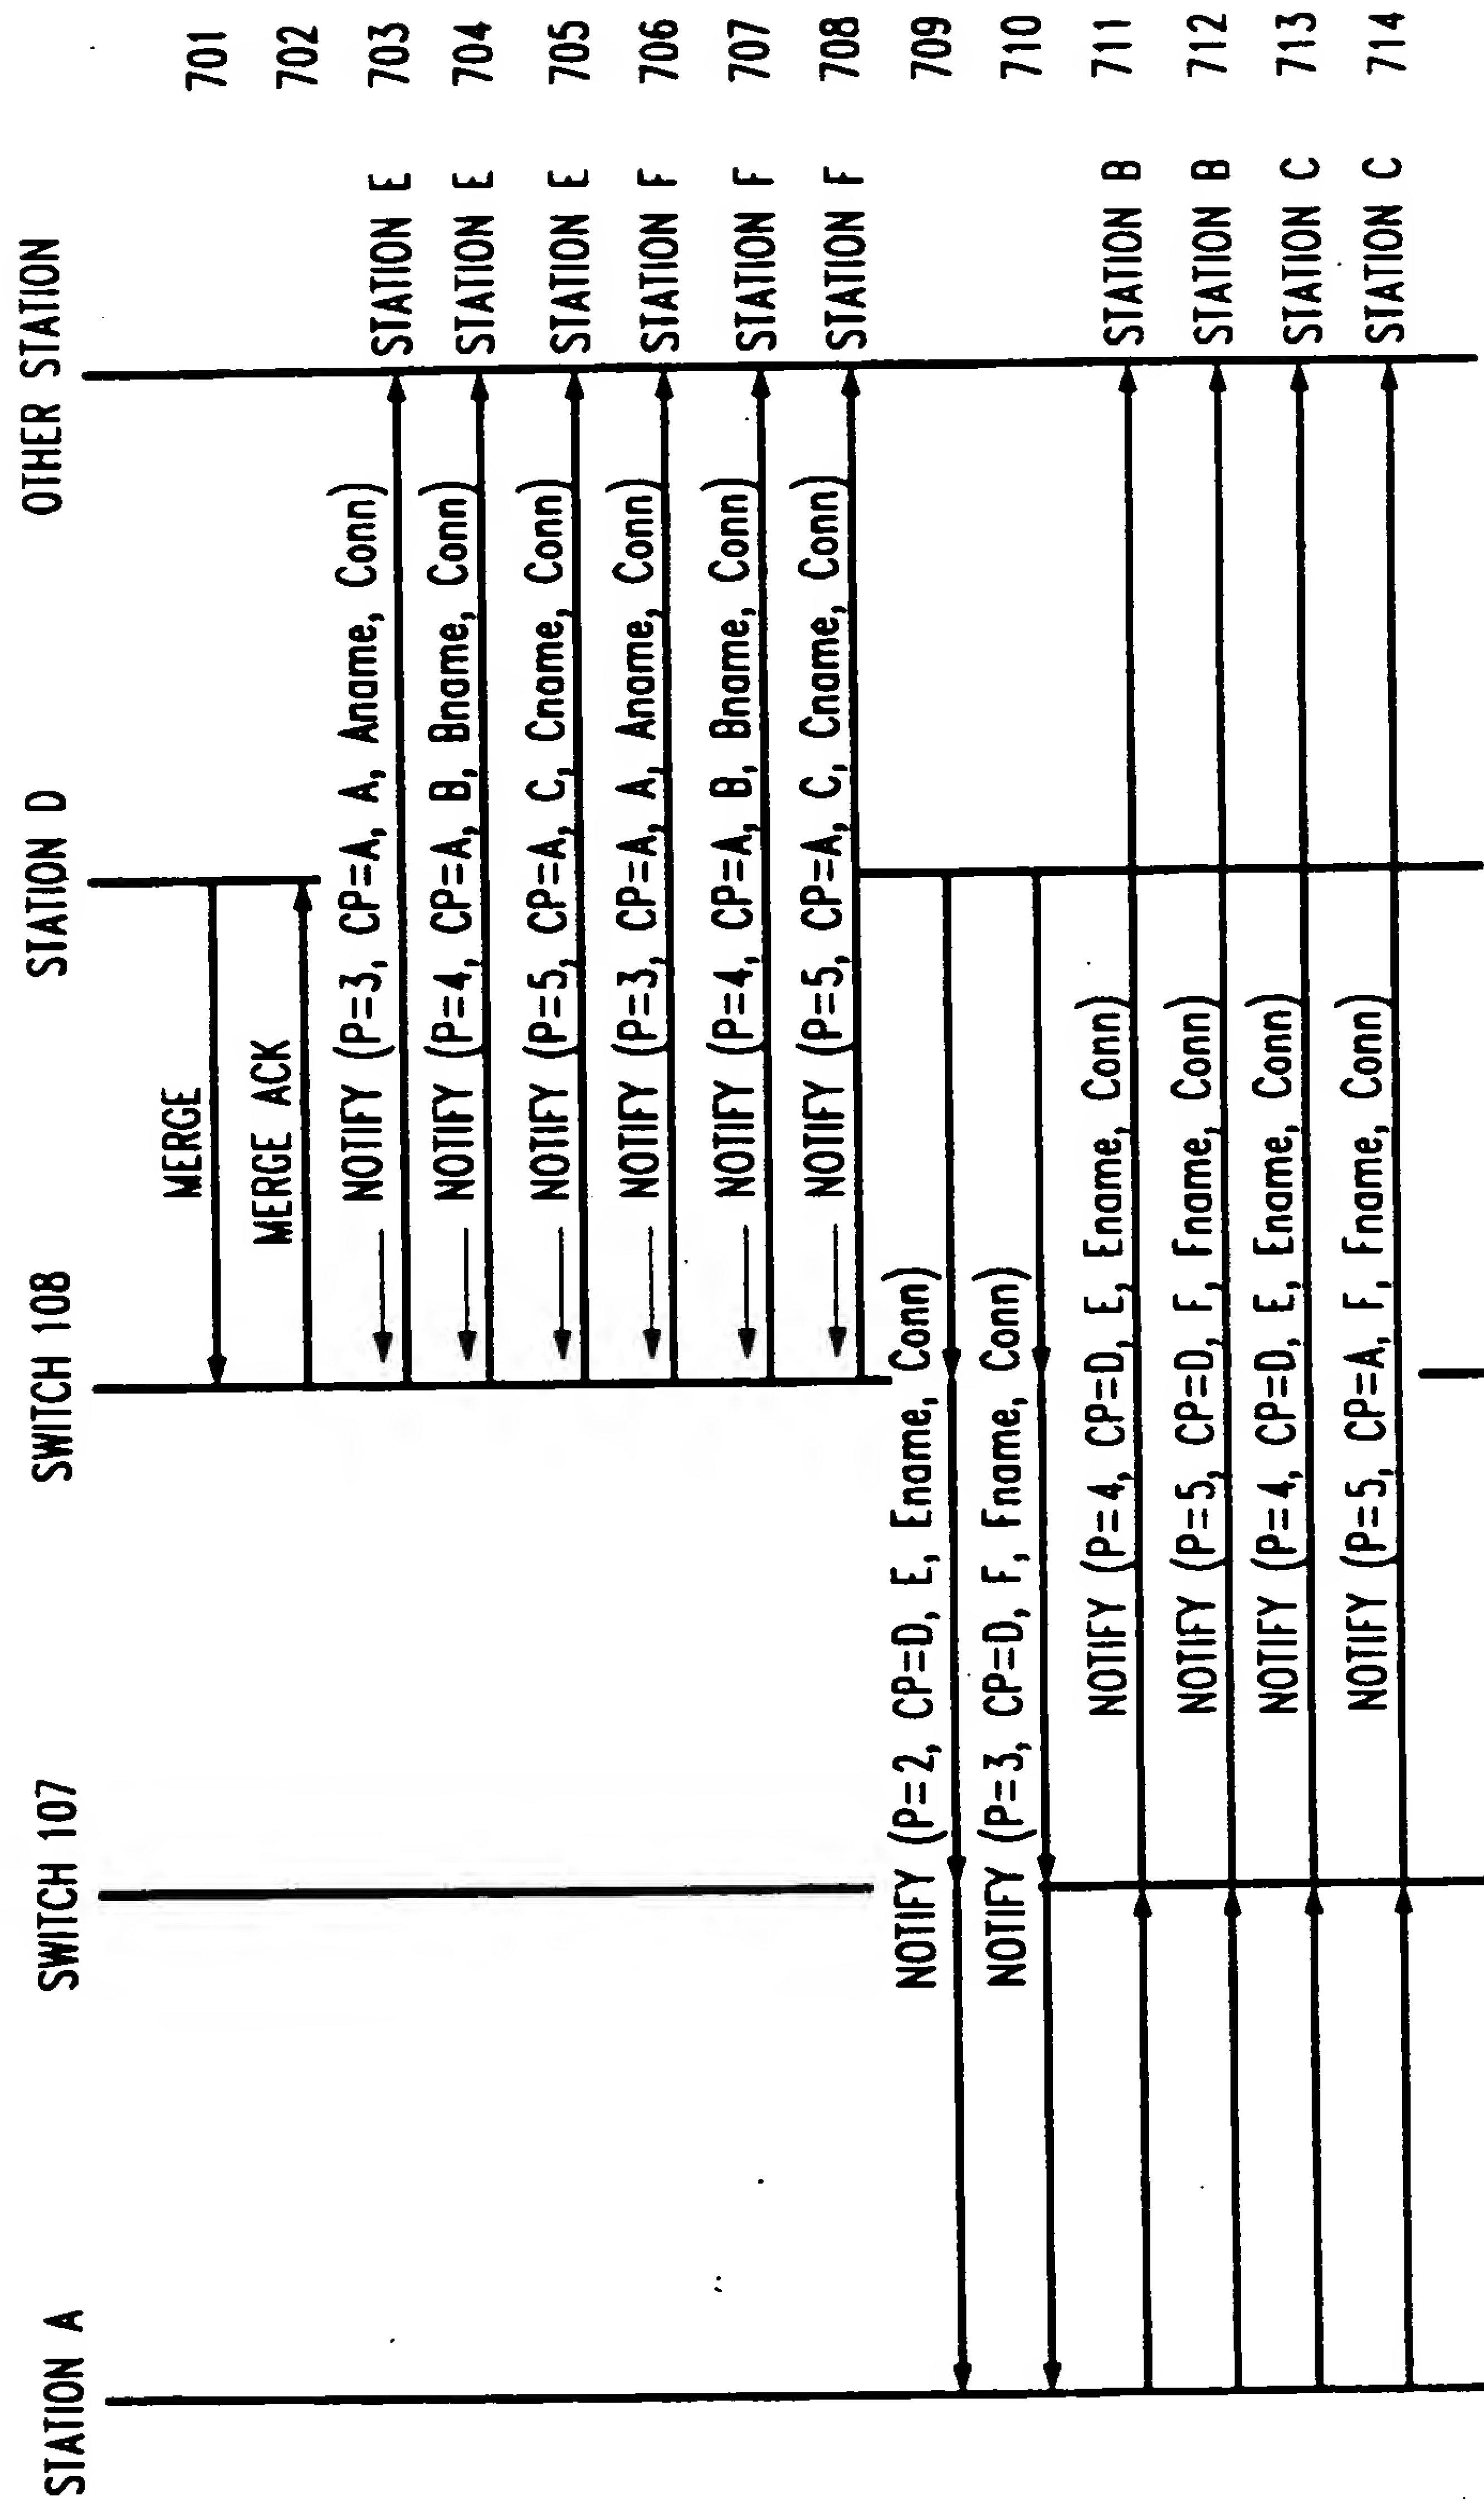 STATION A
SWITCH 107
SWITCH 108
STATION D
OTHER STATION
MERGE
701
MERGE ACK
702
NOTIFY (P=3, CP=A, A, Aname, Conn)
STATION E
703
NOTIFY (P=4, CP=A, B, Bname, Conn)
STATION E
704
NOTIFY (P=5, CP=A, C, Cname, Conn)
STATION E
705
NOTIFY (P=3, CP=A, A, Aname, Conn)
STATION F
706
NOTIFY (P=4, CP=A, B, Bname, Conn)
STATION F
707
NOTIFY (P=5, CP=A, C, Cname, Conn)
STATION F
708
NOTIFY (P=2, CP=D, E, Ename, Conn)
709
NOTIFY (P=3, CP=D, F, Fname, Conn)
710
NOTIFY (P=4, CP=D, E, Ename, Conn)
STATION B
711
NOTIFY (P=5, CP=D, F, Fname, Conn)
STATION B
712
NOTIFY (P=4, CP=D, E, Ename, Conn)
STATION C
713
NOTIFY (P=5, CP=A, F, Fname, Conn)
STATION C
714